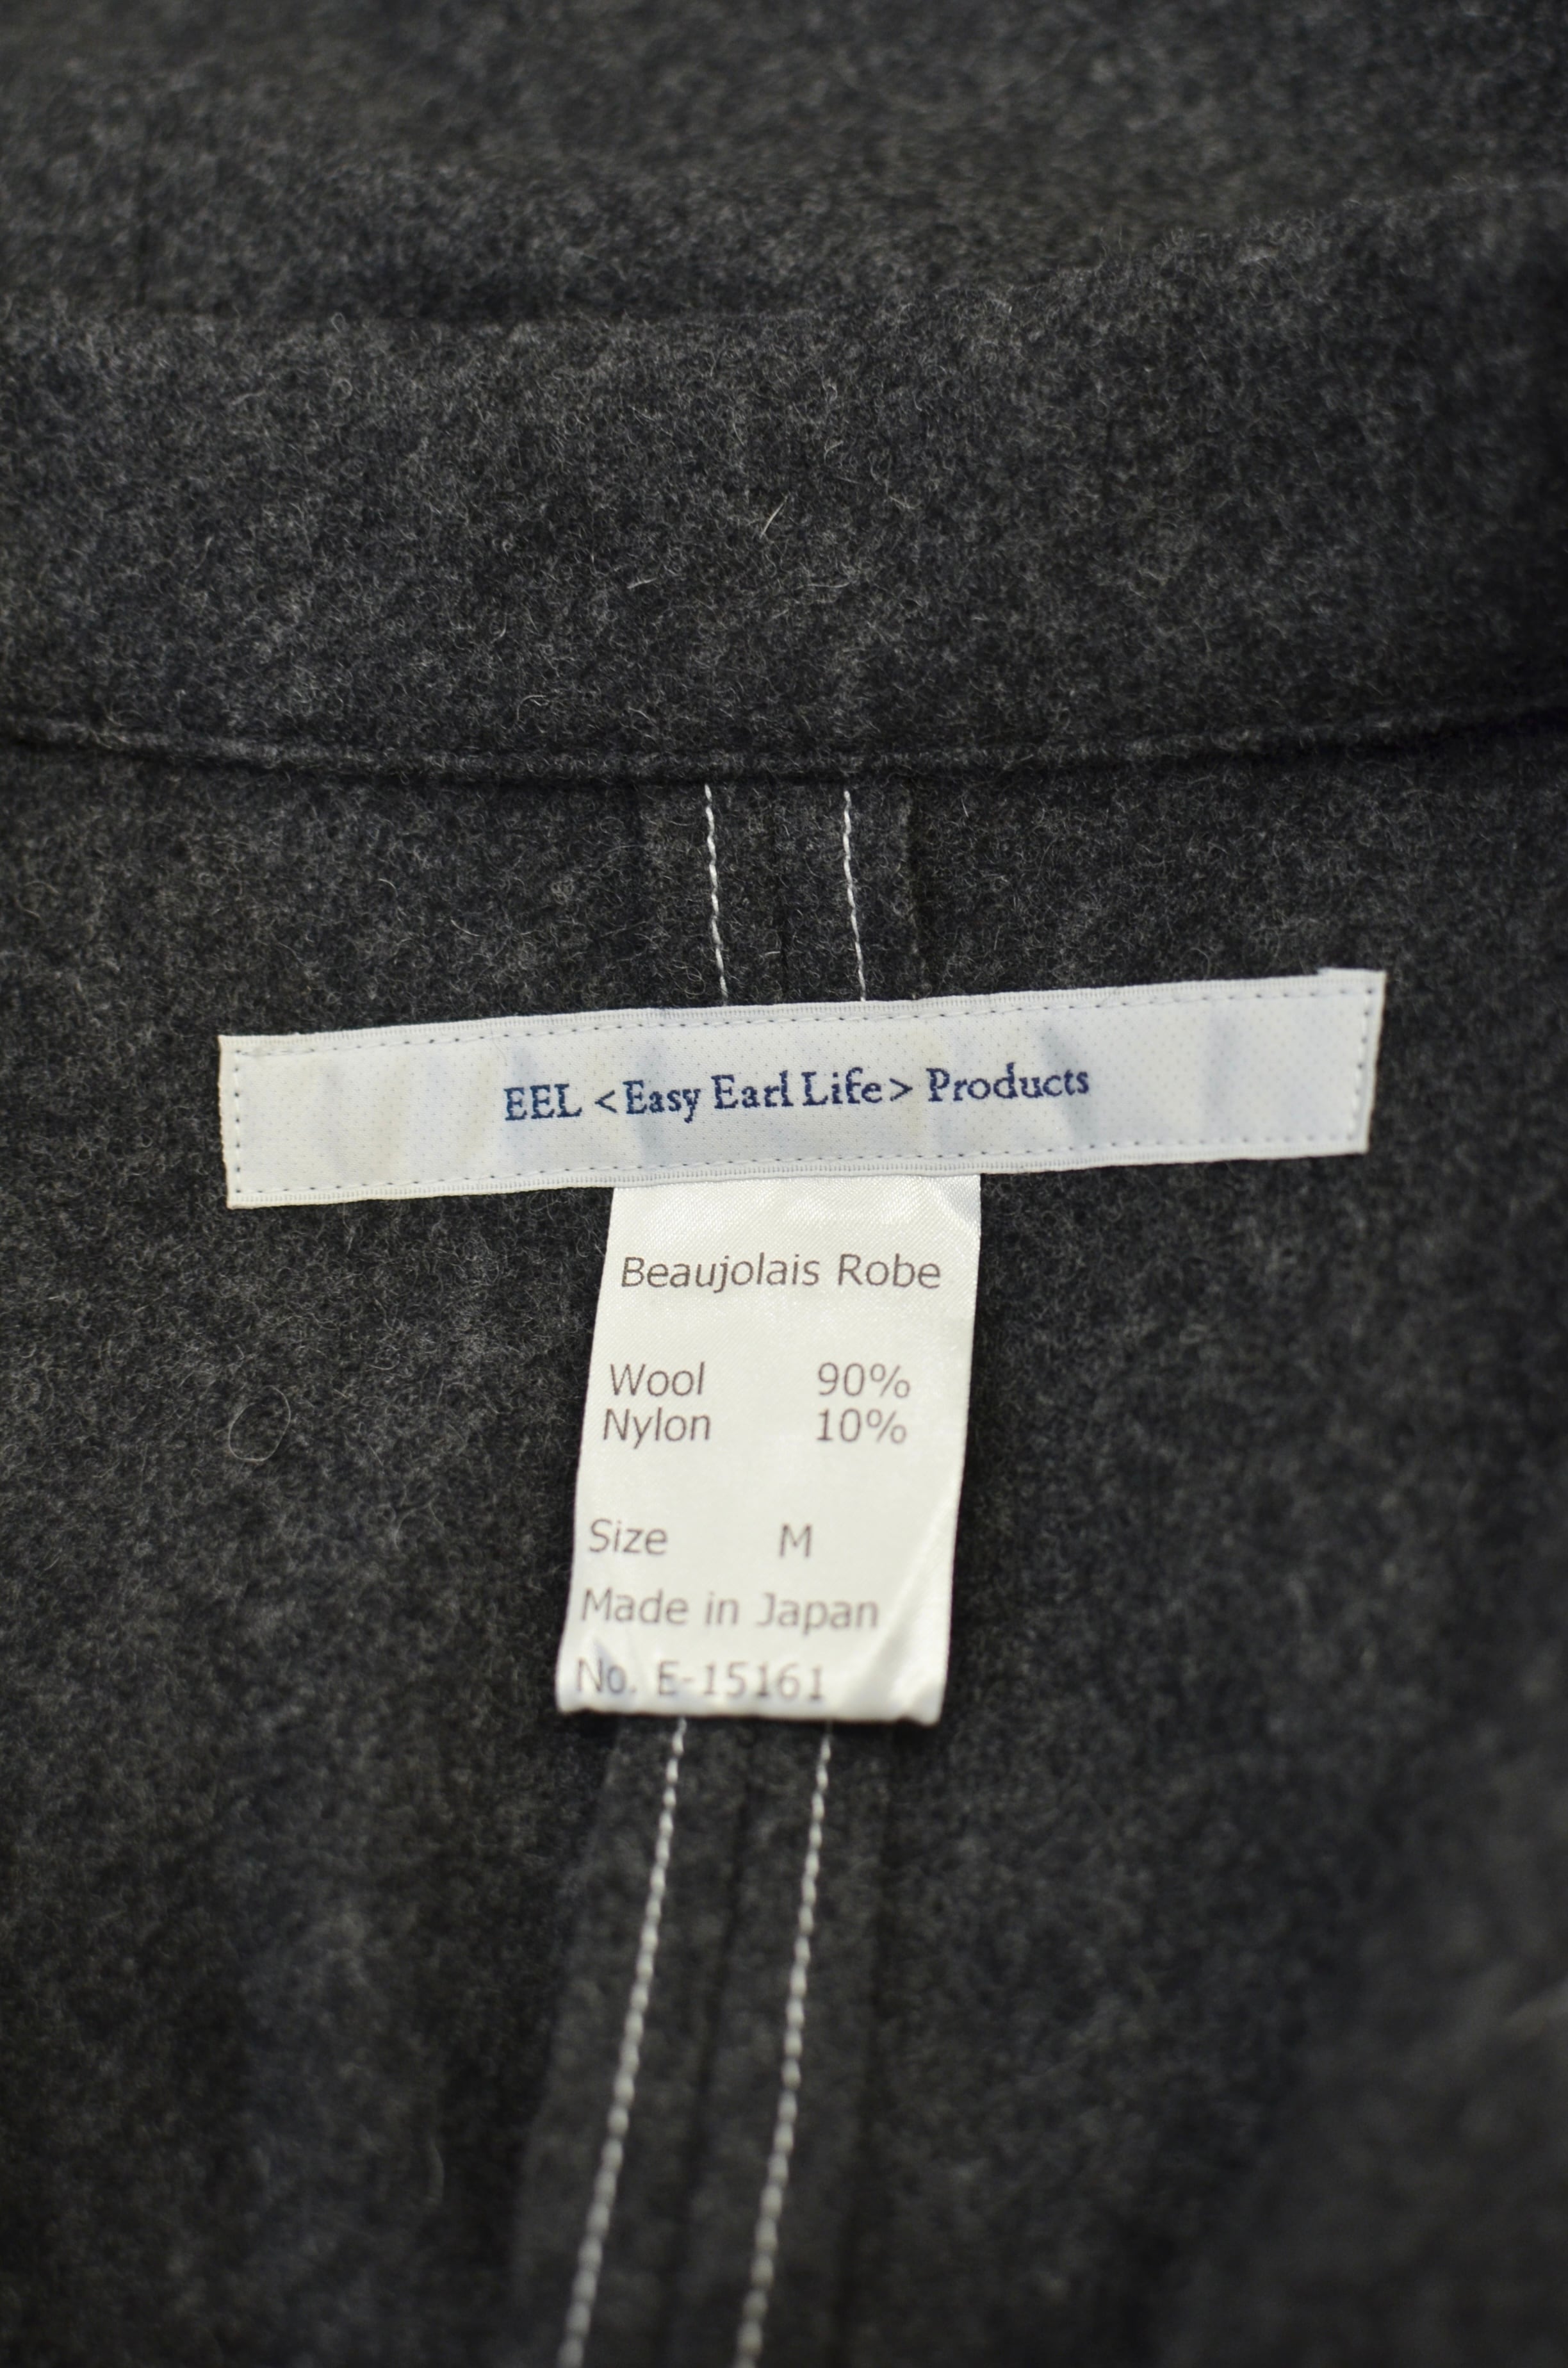 EEL <Easy Earl Life> Products
Beaujolais Robe
Wool 90%
Nylon 10%
Size M
Made in Japan
No. E-15161